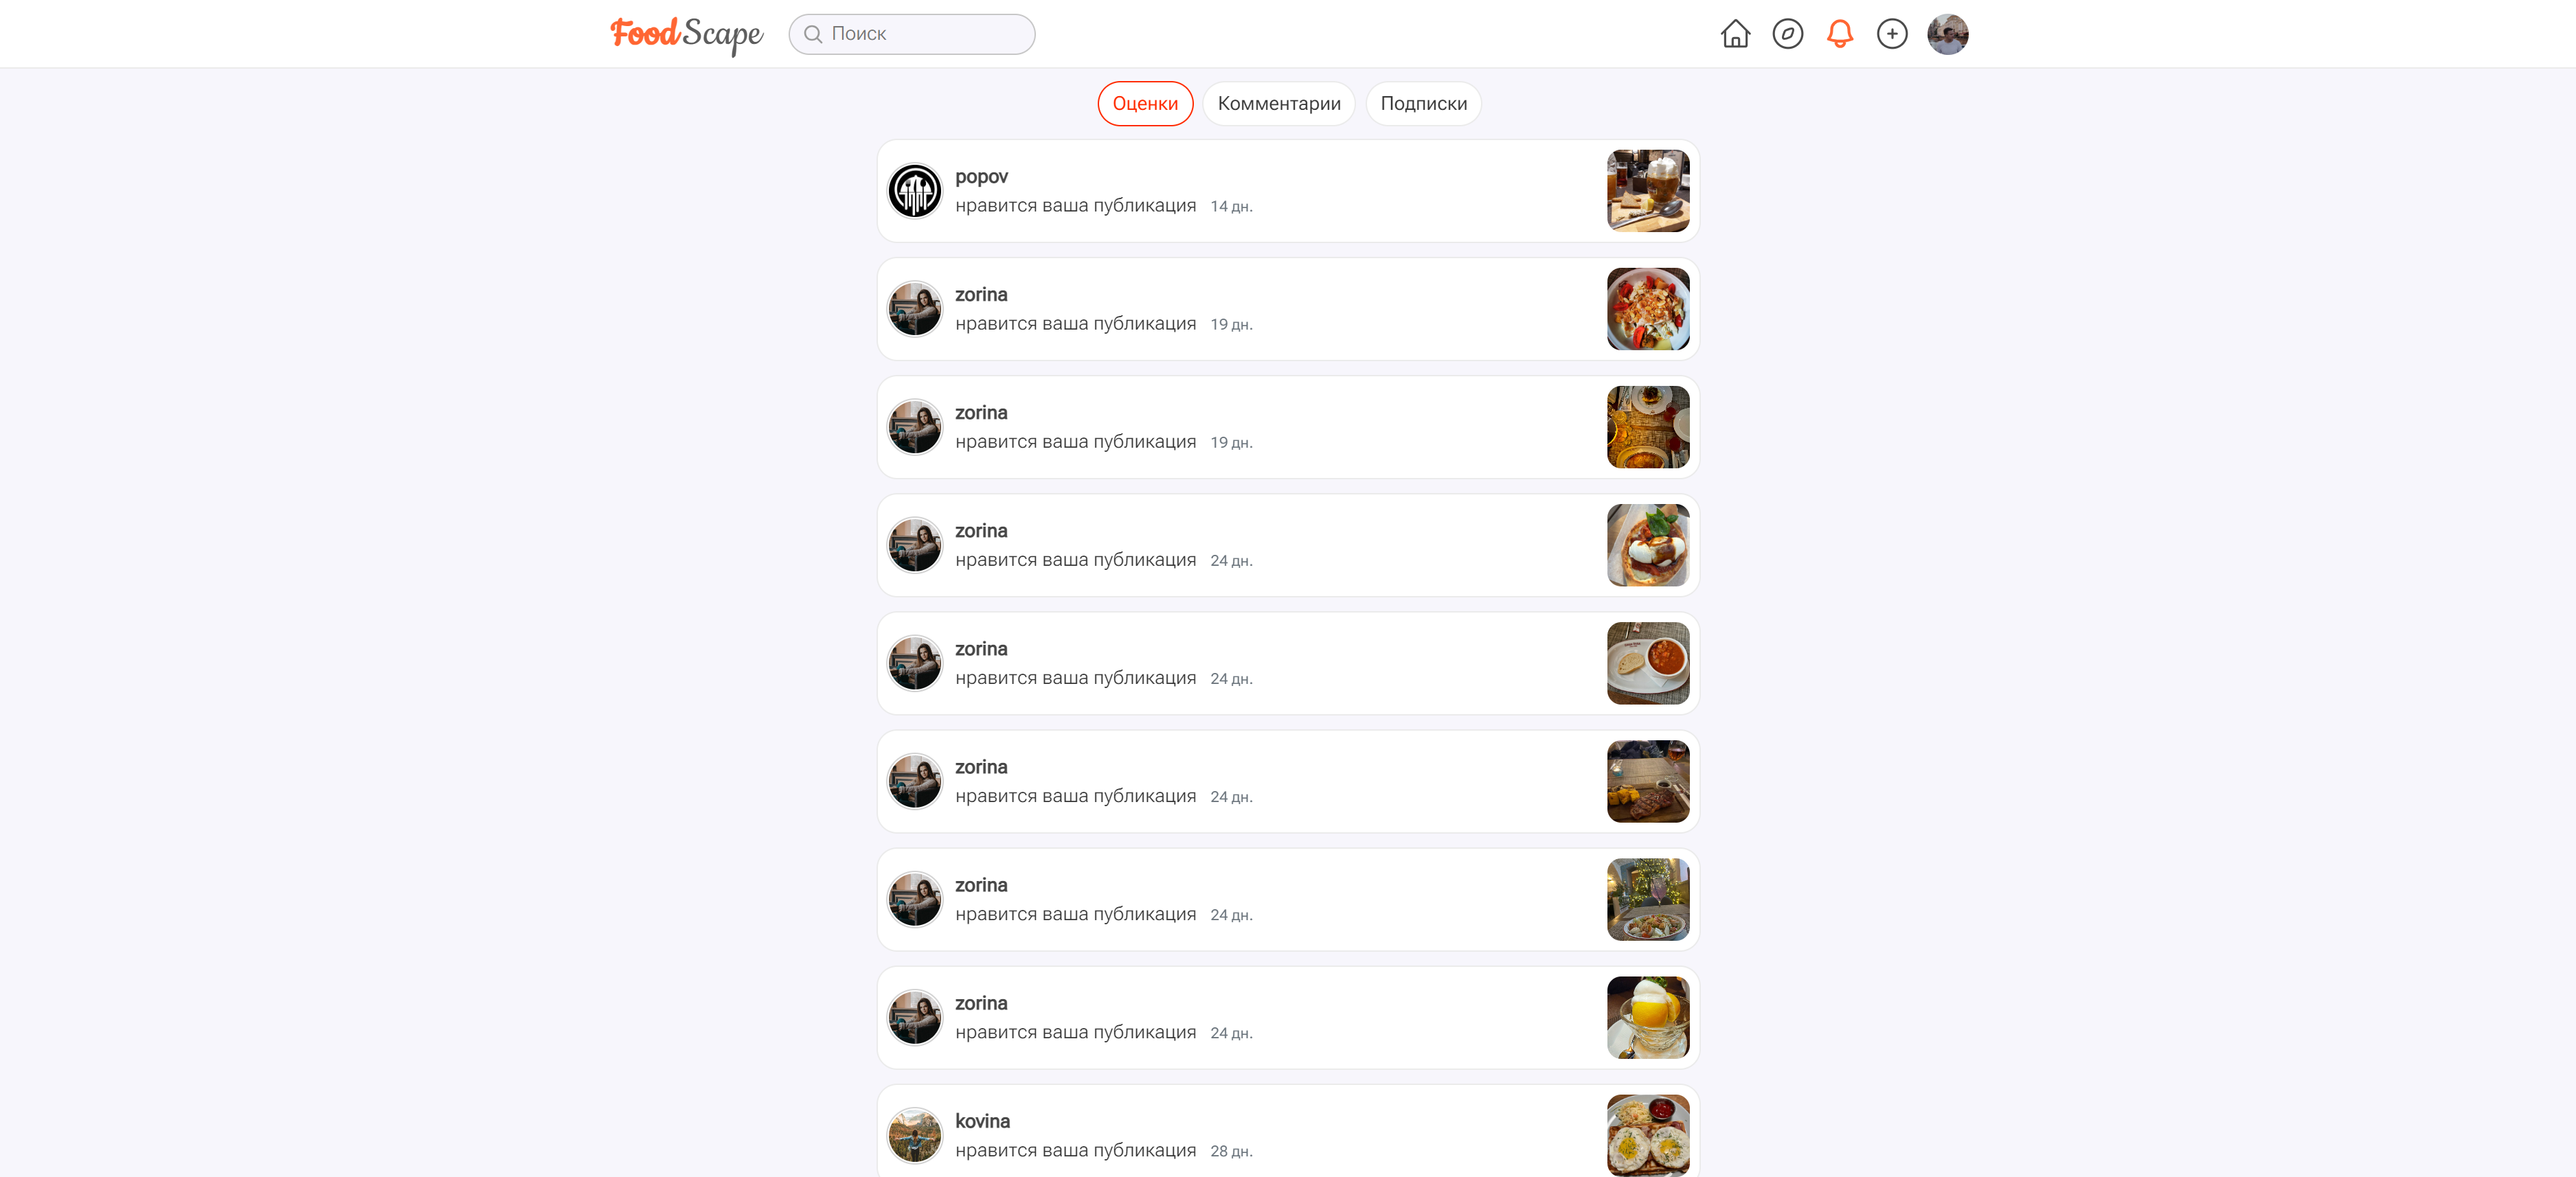 FoodScape
Поиск
Оценки
Комментарии
Подписки
popov
нравится ваша публикация 14 дн.
zorina
нравится ваша публикация 19 дн.
zorina
нравится ваша публикация 19 дн.
zorina
нравится ваша публикация 24 дн.
zorina
нравится ваша публикация 24 дн.
zorina
нравится ваша публикация 24 дн.
zorina
нравится ваша публикация 24 дн.
zorina
нравится ваша публикация 24 дн.
kovina
нравится ваша публикация 28 дн.